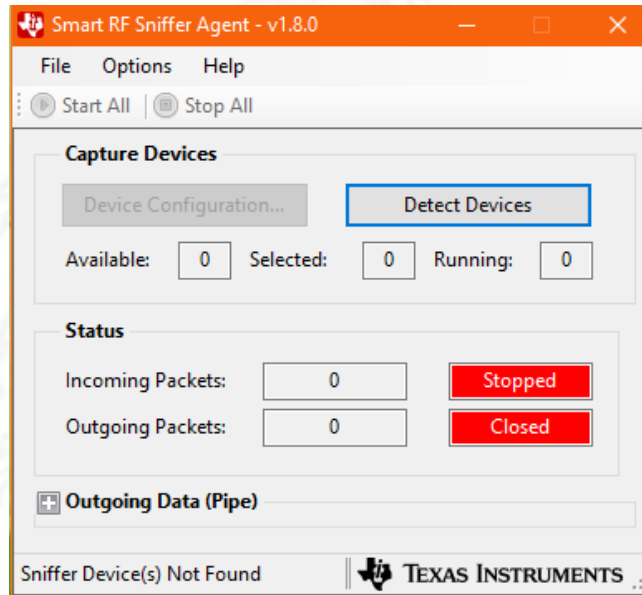 Smart RF Sniffer Agent - v1.8.0
File Options Help
Start All Stop All
Capture Devices
Device Configuration... Detect Devices
Available: 0 Selected: 0 Running: 0
Status
Incoming Packets: 0 Stopped
Outgoing Packets: 0 Closed
Outgoing Data (Pipe)
Sniffer Device(s) Not Found TEXAS INSTRUMENTS